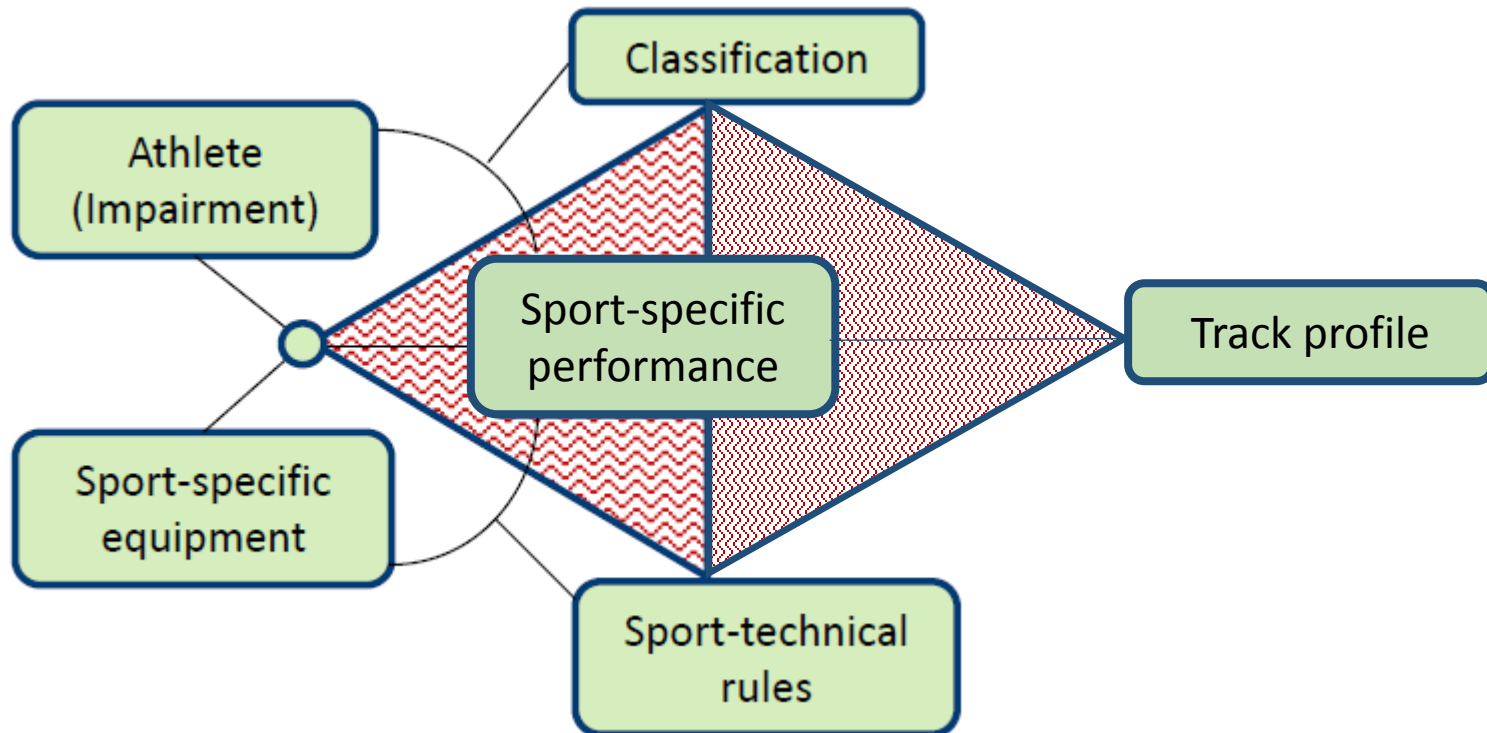 Classification
Athlete
(Impairment)
Sport-specific
performance
Track profile
Sport-specific
equipment
Sport-technical
rules